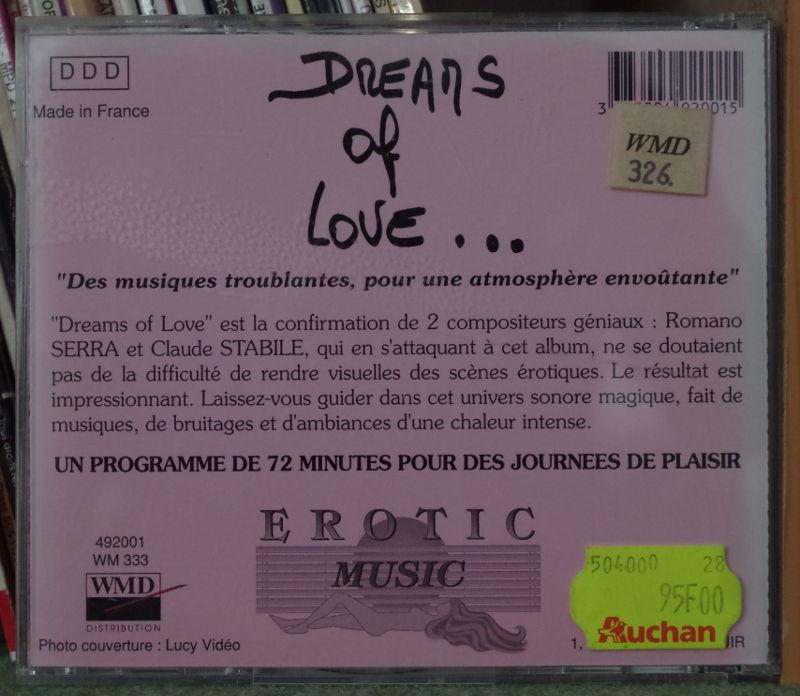 DDD
Made in France
DREAMS
of
LOVE...
WMD
326.
"Des musiques troublantes, pour une atmosphère envoûtante"
"Dreams of Love" est la confirmation de 2 compositeurs géniaux : Romano
SERRA et Claude STABILE, qui en s'attaquant à cet album, ne se doutaient
pas de la difficulté de rendre visuelles des scènes érotiques. Le résultat est
impressionnant. Laissez-vous guider dans cet univers sonore magique, fait de
musiques, de bruitages et d'ambiances d'une chaleur intense.
UN PROGRAMME DE 72 MINUTES POUR DES JOURNEES DE PLAISIR
EROTIC
MUSIC
492001
WM 333
WMD
DISTRIBUTION
Photo couverture : Lucy Vidéo
504000 28
95F00
Auchan
1,